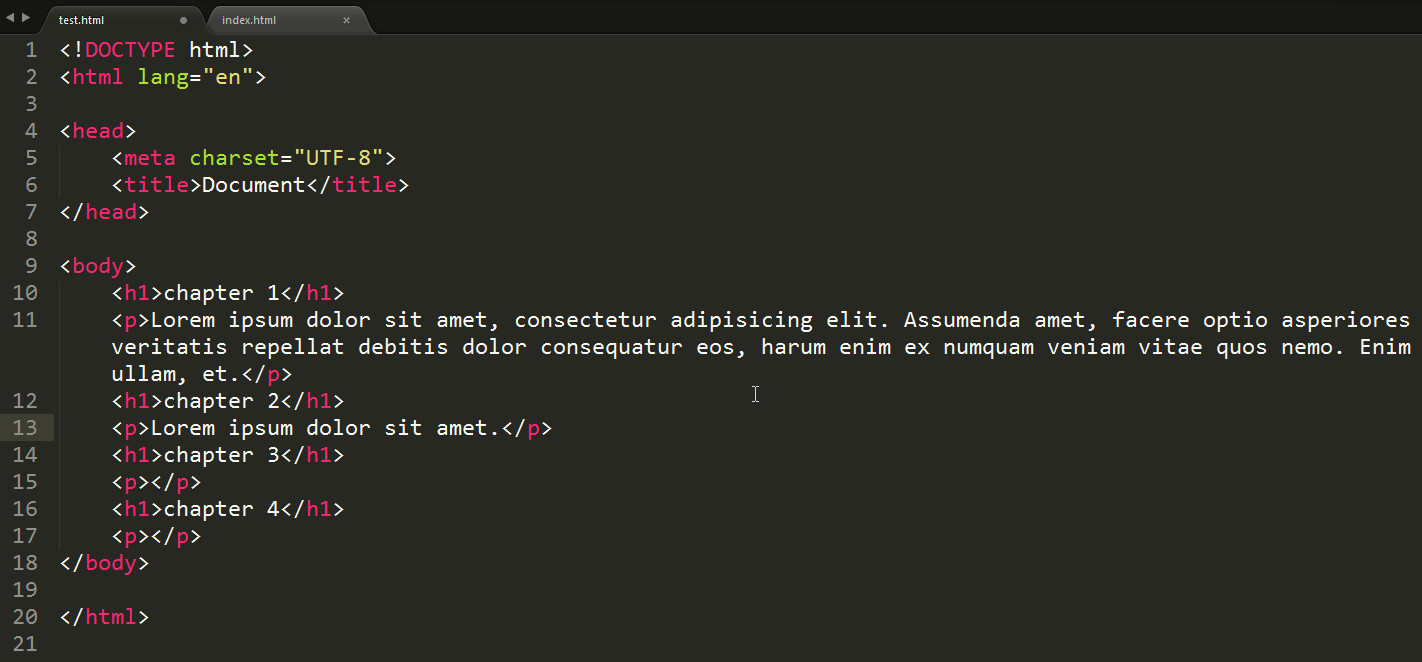 test.html
index.html
1 <!DOCTYPE html>
2 <html lang="en">
3
4 <head>
5     <meta charset="UTF-8">
6     <title>Document</title>
7 </head>
8
9 <body>
10     <h1>chapter 1</h1>
11     <p>Lorem ipsum dolor sit amet, consectetur adipisicing elit. Assumenda amet, facere optio asperiores
veritatis repellat debitis dolor consequatur eos, harum enim ex numquam veniam vitae quos nemo. Enim
ullam, et.</p>
12     <h1>chapter 2</h1>
13     <p>Lorem ipsum dolor sit amet.</p>
14     <h1>chapter 3</h1>
15     <p></p>
16     <h1>chapter 4</h1>
17     <p></p>
18 </body>
19
20 </html>
21